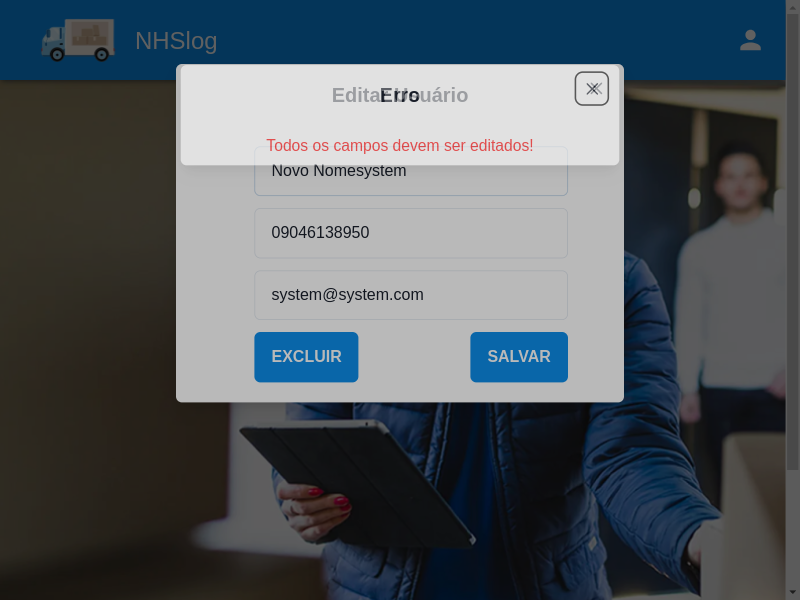 NHSlog
Editar Usuário
Erro
Todos os campos devem ser editados!
Novo Nomesystem
09046138950
system@system.com
EXCLUIR
SALVAR